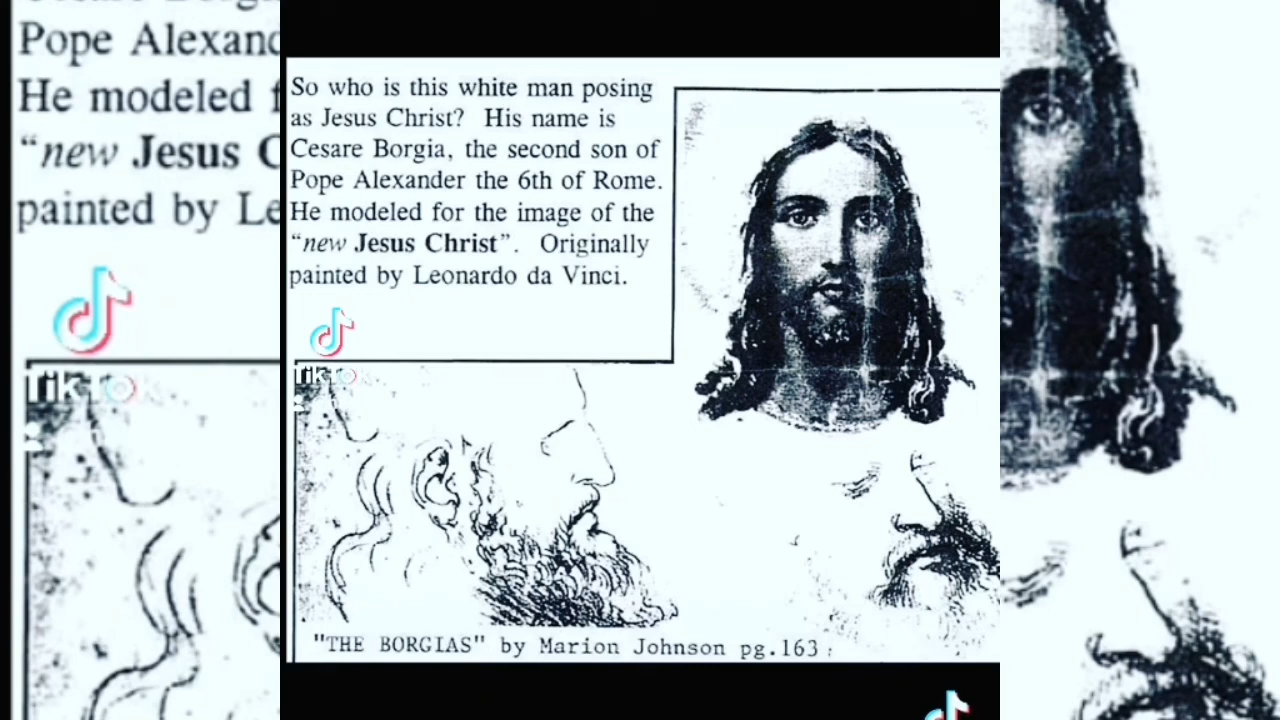 Pope Alexand
He modeled f
"new Jesus C
painted by Le
TikTok
So who is this white man posing
as Jesus Christ? His name is
Cesare Borgia, the second son of
Pope Alexander the 6th of Rome.
He modeled for the image of the
"new Jesus Christ". Originally
painted by Leonardo da Vinci.
TikTok
"THE BORGIAS" by Marion Johnson pg.163